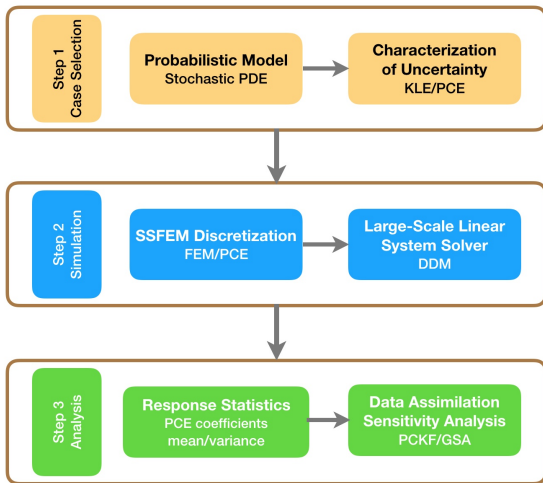 Step 1
Case Selection
Probabilistic Model
Stochastic PDE
Characterization
of Uncertainty
KLE/PCE
Step 2
Simulation
SSFEM Discretization
FEM/PCE
Large-Scale Linear
System Solver
DDM
Step 3
Analysis
Response Statistics
PCE coefficients
mean/variance
Data Assimilation
Sensitivity Analysis
PCKF/GSA